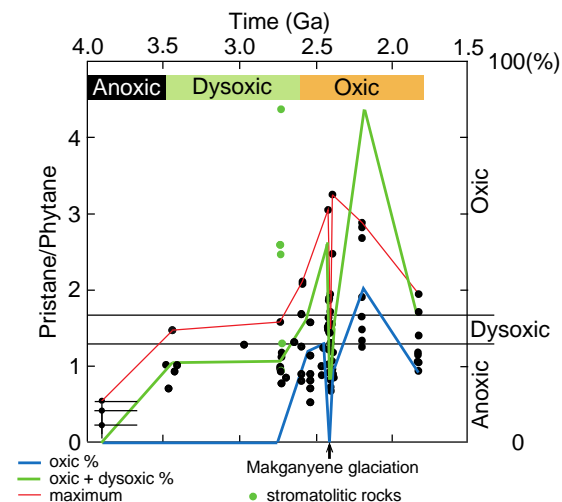 Time (Ga)
4.0 3.5 3.0 2.5 2.0 1.5
100(%)
Anoxic Dysoxic Oxic
4
3
2
1
0
Pristane/Phytane
Oxic
Dysoxic
Anoxic
0
Makganyene glaciation
oxic %
oxic + dysoxic %
maximum
stromatolitic rocks